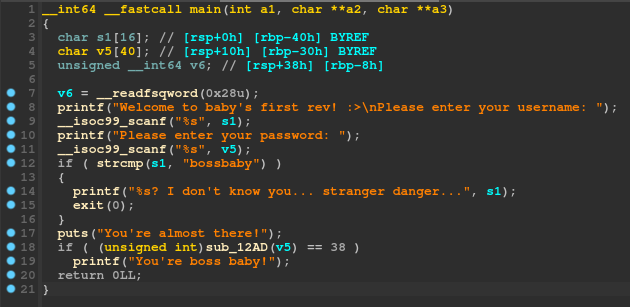 1 __int64 __fastcall main(int a1, char **a2, char **a3)
2 {
3 char s1[16]; // [rsp+0h] [rbp-40h] BYREF
4 char v5[40]; // [rsp+10h] [rbp-30h] BYREF
5 unsigned __int64 v6; // [rsp+38h] [rbp-8h]
6
7 v6 = __readfsqword(0x28u);
8 printf("Welcome to baby's first rev! :>\nPlease enter your username: ");
9 __isoc99_scanf("%s", s1);
10 printf("Please enter your password: ");
11 __isoc99_scanf("%s", v5);
12 if ( strcmp(s1, "bossbaby") )
13 {
14 printf("%s? I don't know you... stranger danger...", s1);
15 exit(0);
16 }
17 puts("You're almost there!");
18 if ( (unsigned int)sub_12AD(v5) == 38 )
19 printf("You're boss baby!");
20 return 0LL;
21 }